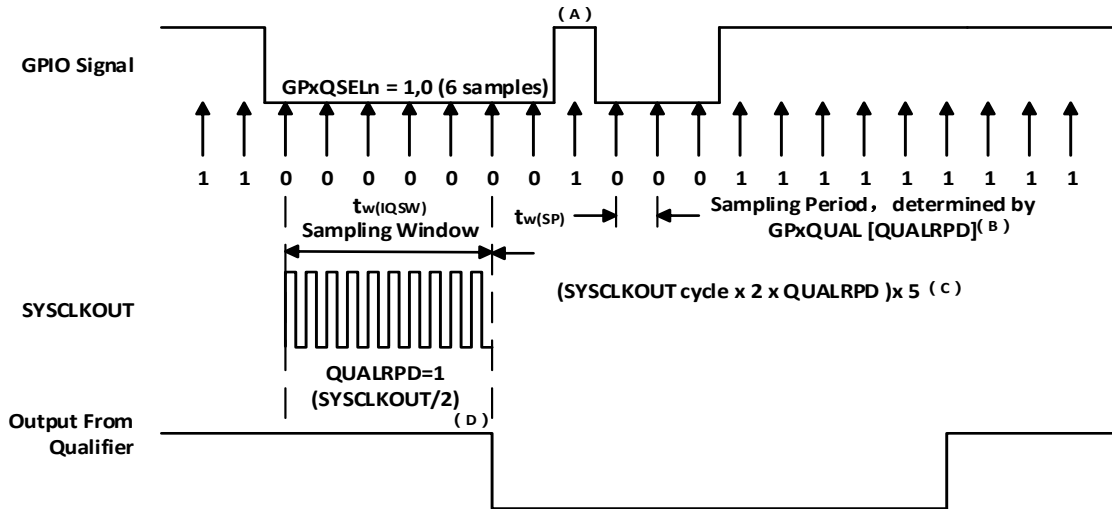 (A)
GPIO Signal
GPxQSELn = 1,0 (6 samples)
1 1 0 0 0 0 0 0 0 1 0 0 0 1 1 1 1 1 1 1 1 1
tw(IQSW)
Sampling Window
tw(SP)
Sampling Period，determined by
GPxQUAL [QUALRPD](B)
(SYSCLKOUT cycle x 2 x QUALRPD )x 5 (C)
SYSCLKOUT
QUALRPD=1
(SYSCLKOUT/2)
(D)
Output From
Qualifier